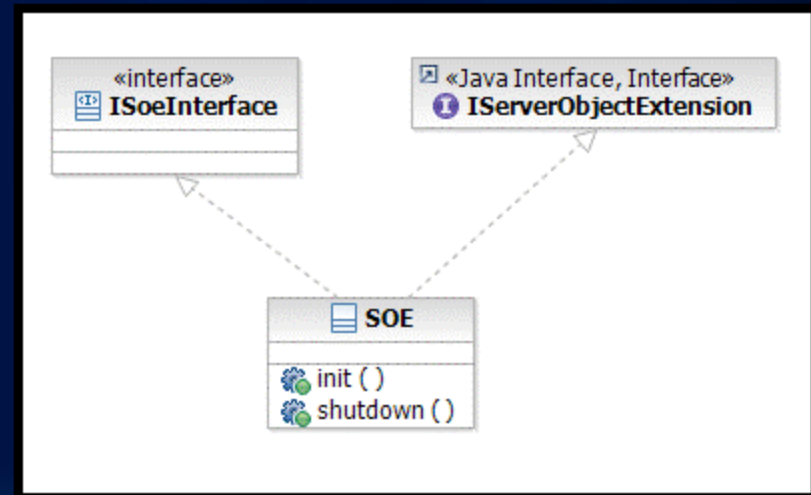 «interface»
ISoeInterface
«Java Interface, Interface»
IServerObjectExtension
SOE
init ( )
shutdown ( )